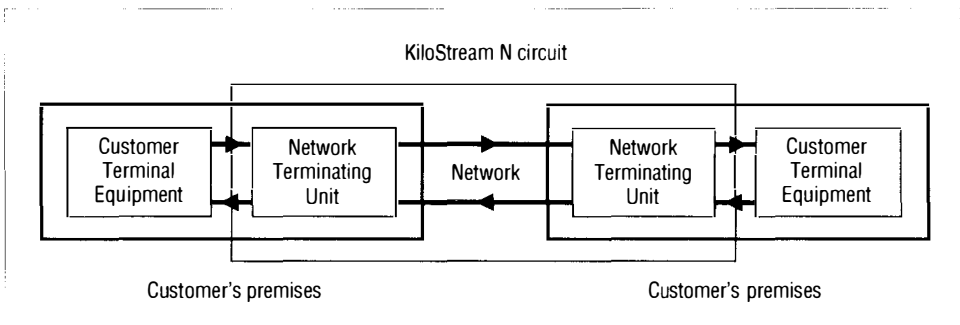 KiloStream N circuit
Customer
Terminal
Equipment
Network
Terminating
Unit
Network
Network
Terminating
Unit
Customer
Terminal
Equipment
Customer's premises
Customer's premises